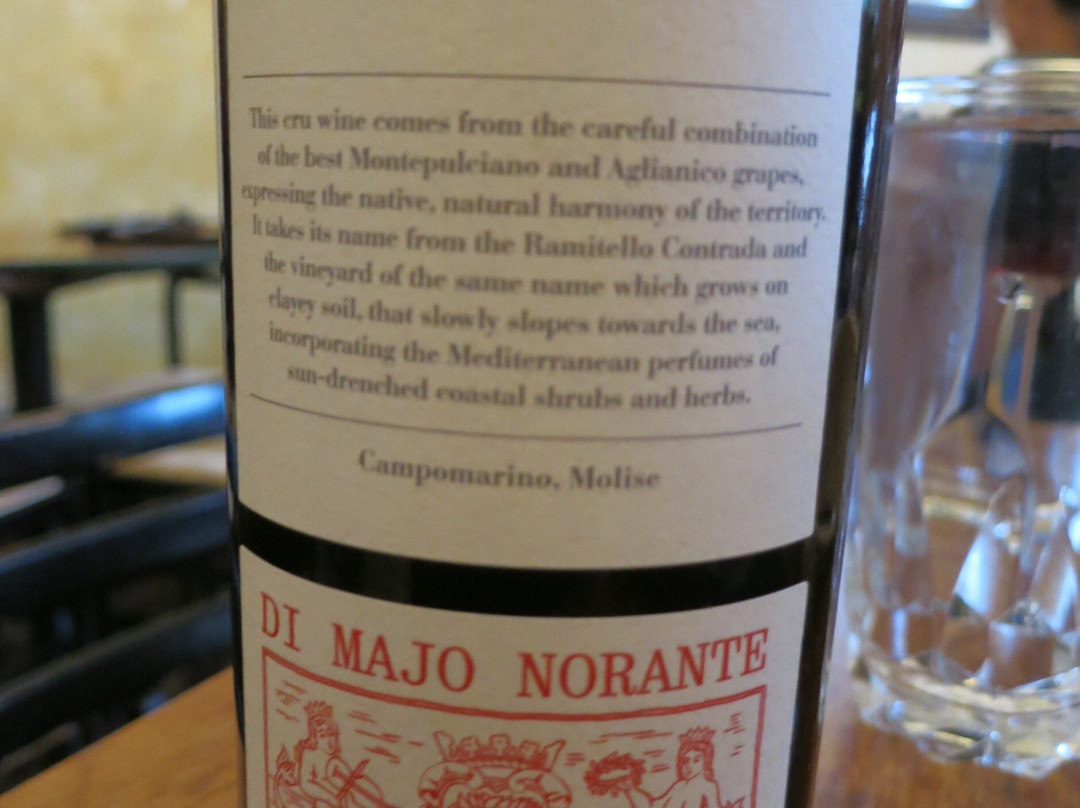 This cru wine comes from the careful combination
of the best Montepulciano and Aglianico grapes,
expressing the native, natural harmony of the territory.
It takes its name from the Ramitello Contrada and
the vineyard of the same name which grows on
clayey soil, that slowly slopes towards the sea,
incorporating the Mediterranean perfumes of
sun-drenched coastal shrubs and herbs.
Campomarino, Molise
DI MAJO NORANTE